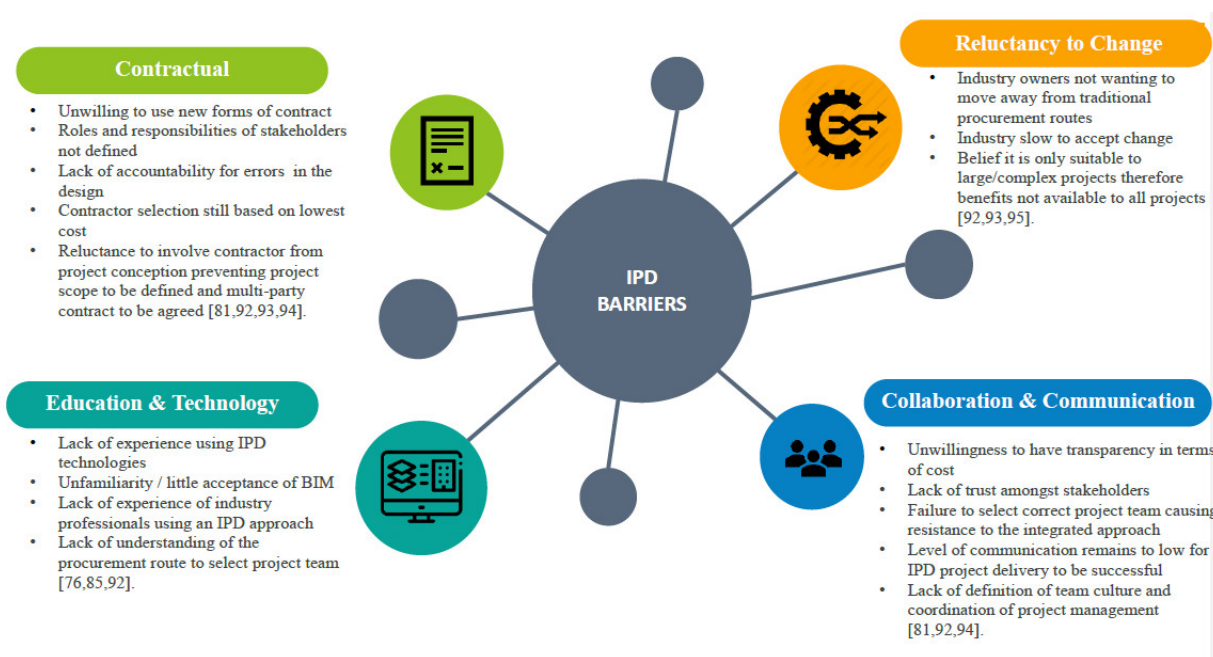 Contractual
• Unwilling to use new forms of contract
• Roles and responsibilities of stakeholders
not defined
• Lack of accountability for errors in the
design
• Contractor selection still based on lowest
cost
• Reluctance to involve contractor from
project conception preventing project
scope to be defined and multi-party
contract to be agreed [81,92,93,94].
Reluctancy to Change
• Industry owners not wanting to
move away from traditional
procurement routes
• Industry slow to accept change
• Belief it is only suitable to
large/complex projects therefore
benefits not available to all projects
[92,93,95].
IPD
BARRIERS
Education & Technology
• Lack of experience using IPD
technologies
• Unfamiliarity / little acceptance of BIM
• Lack of experience of industry
professionals using an IPD approach
• Lack of understanding of the
procurement route to select project team
[76,85,92].
Collaboration & Communication
• Unwillingness to have transparency in terms
of cost
• Lack of trust amongst stakeholders
• Failure to select correct project team causing
resistance to the integrated approach
• Level of communication remains to low for
IPD project delivery to be successful
• Lack of definition of team culture and
coordination of project management
[81,92,94].